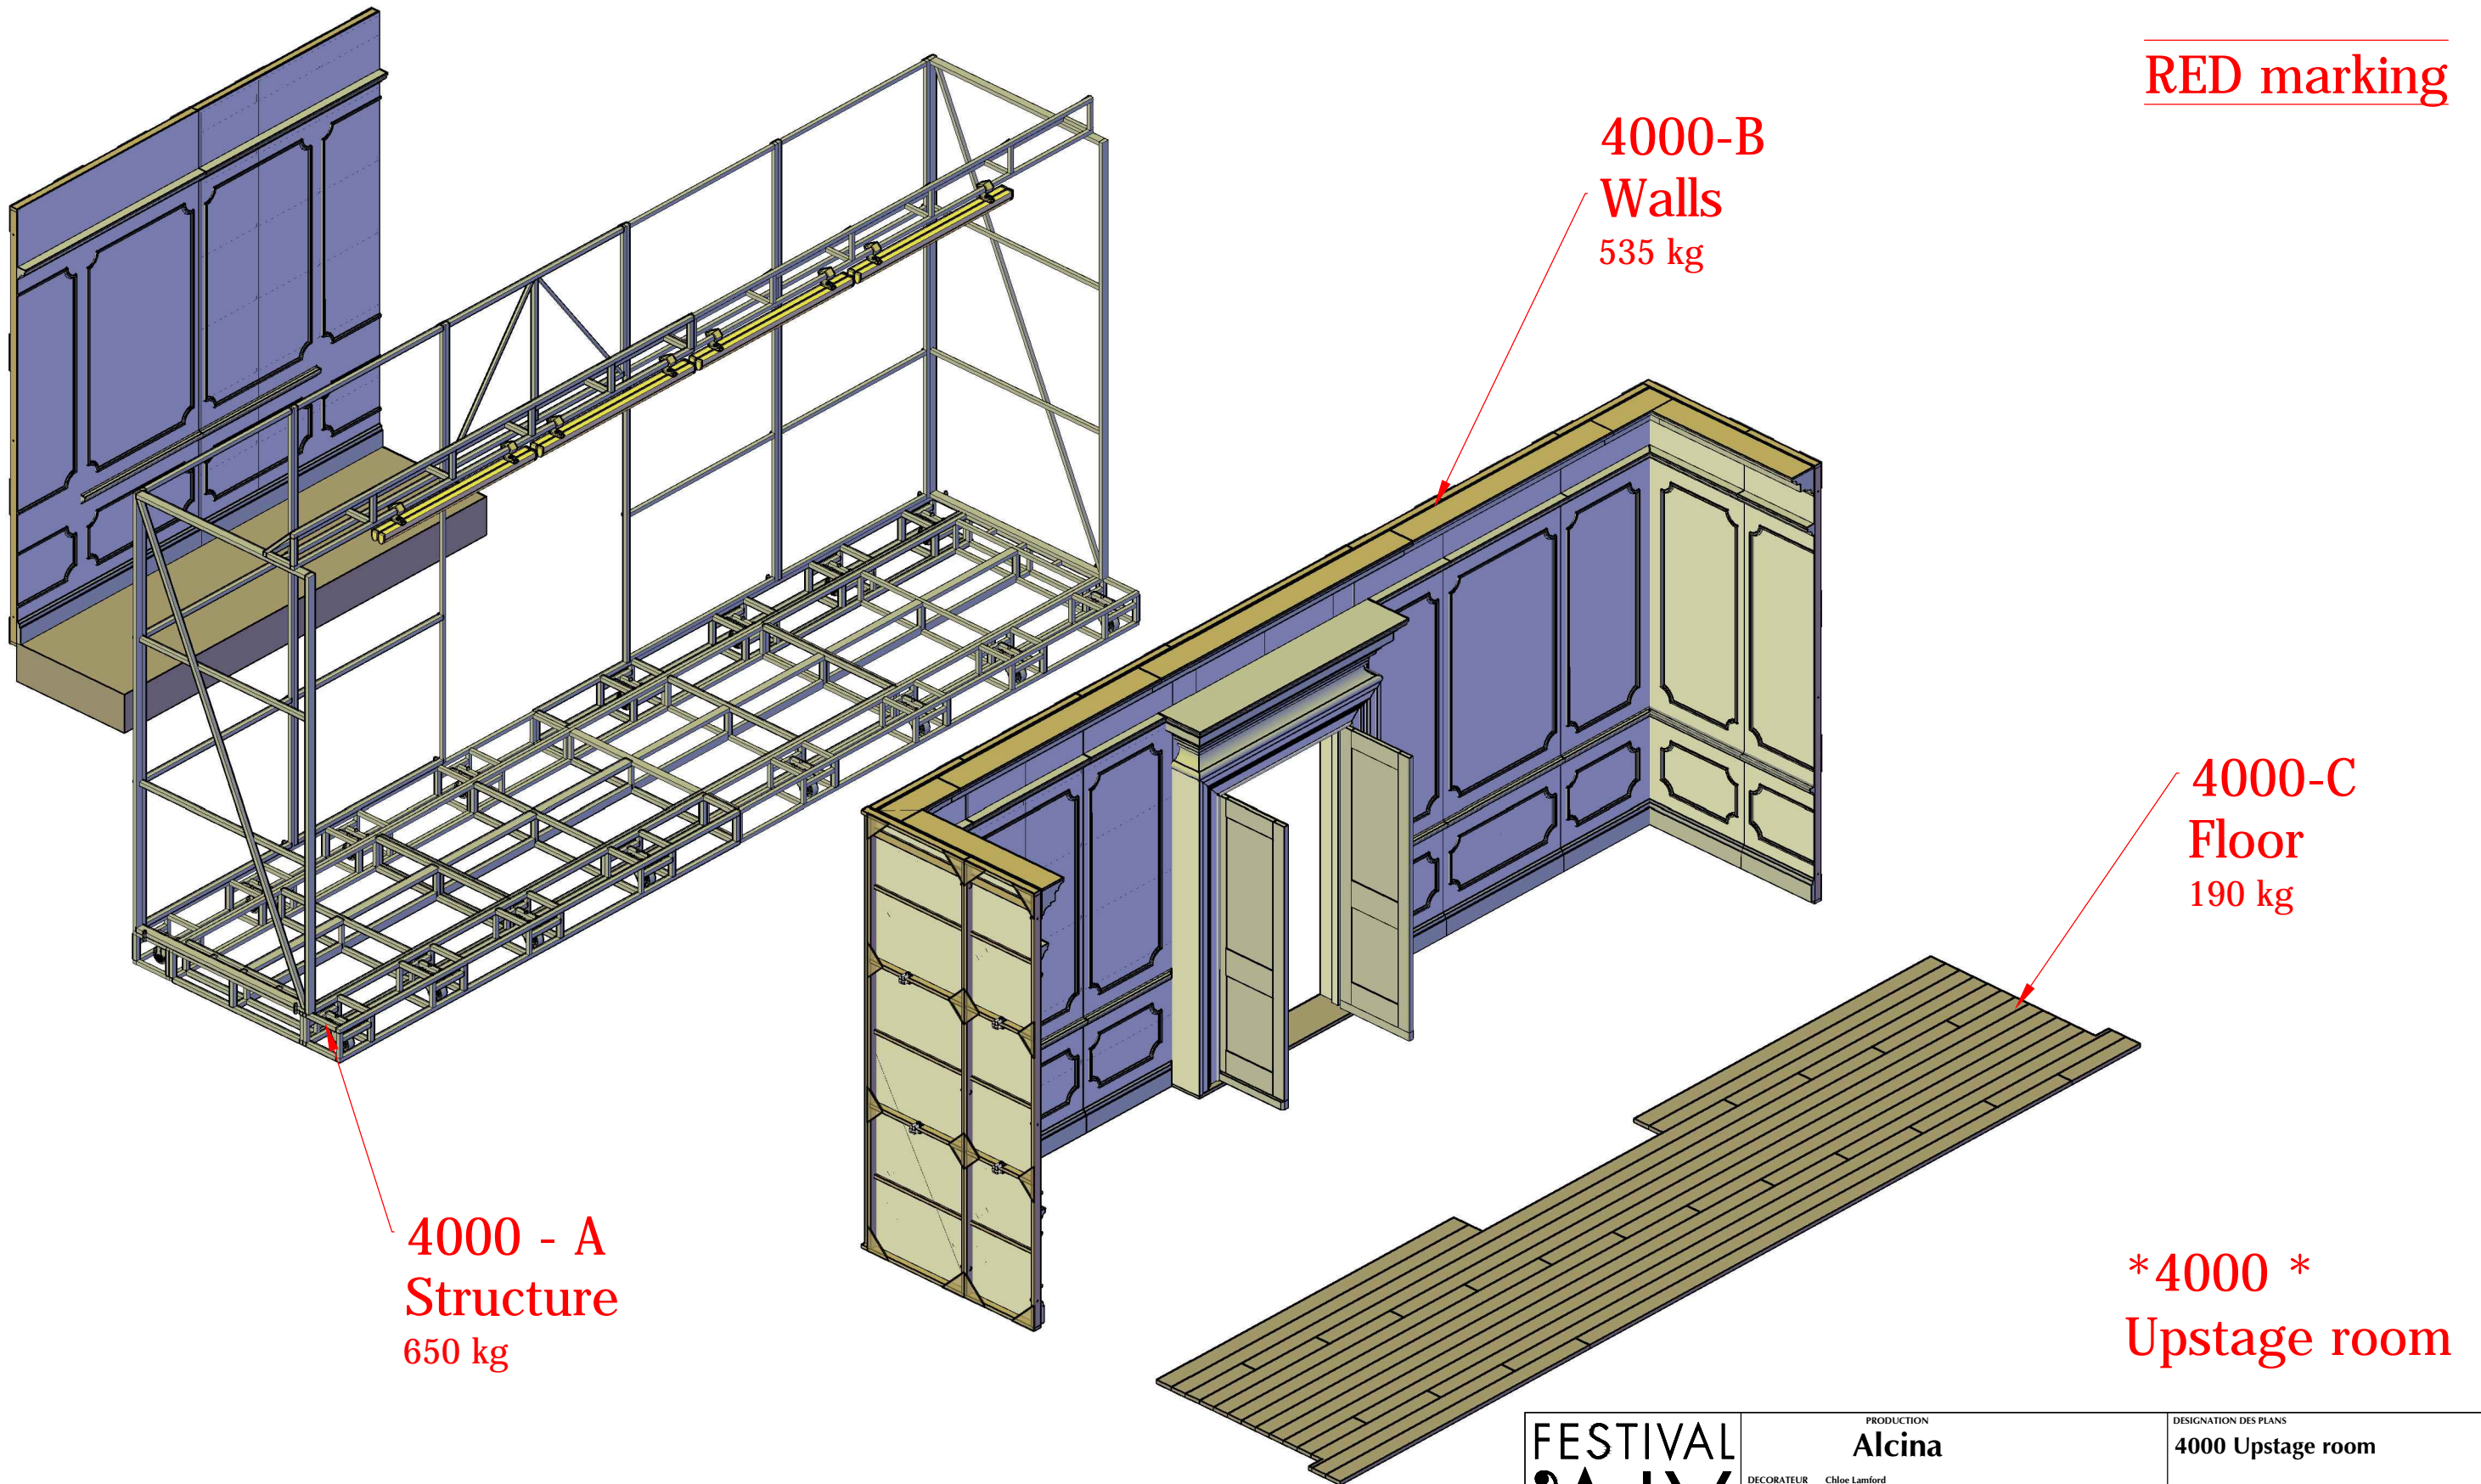 RED marking
4000-B
Walls
535 kg
4000-C
Floor
190 kg
4000 - A
Structure
650 kg
*4000 *
Upstage room
FESTIVAL
PRODUCTION
Alcina
DECORATEUR Chloe Lamford
DESIGNATION DES PLANS
4000 Upstage room